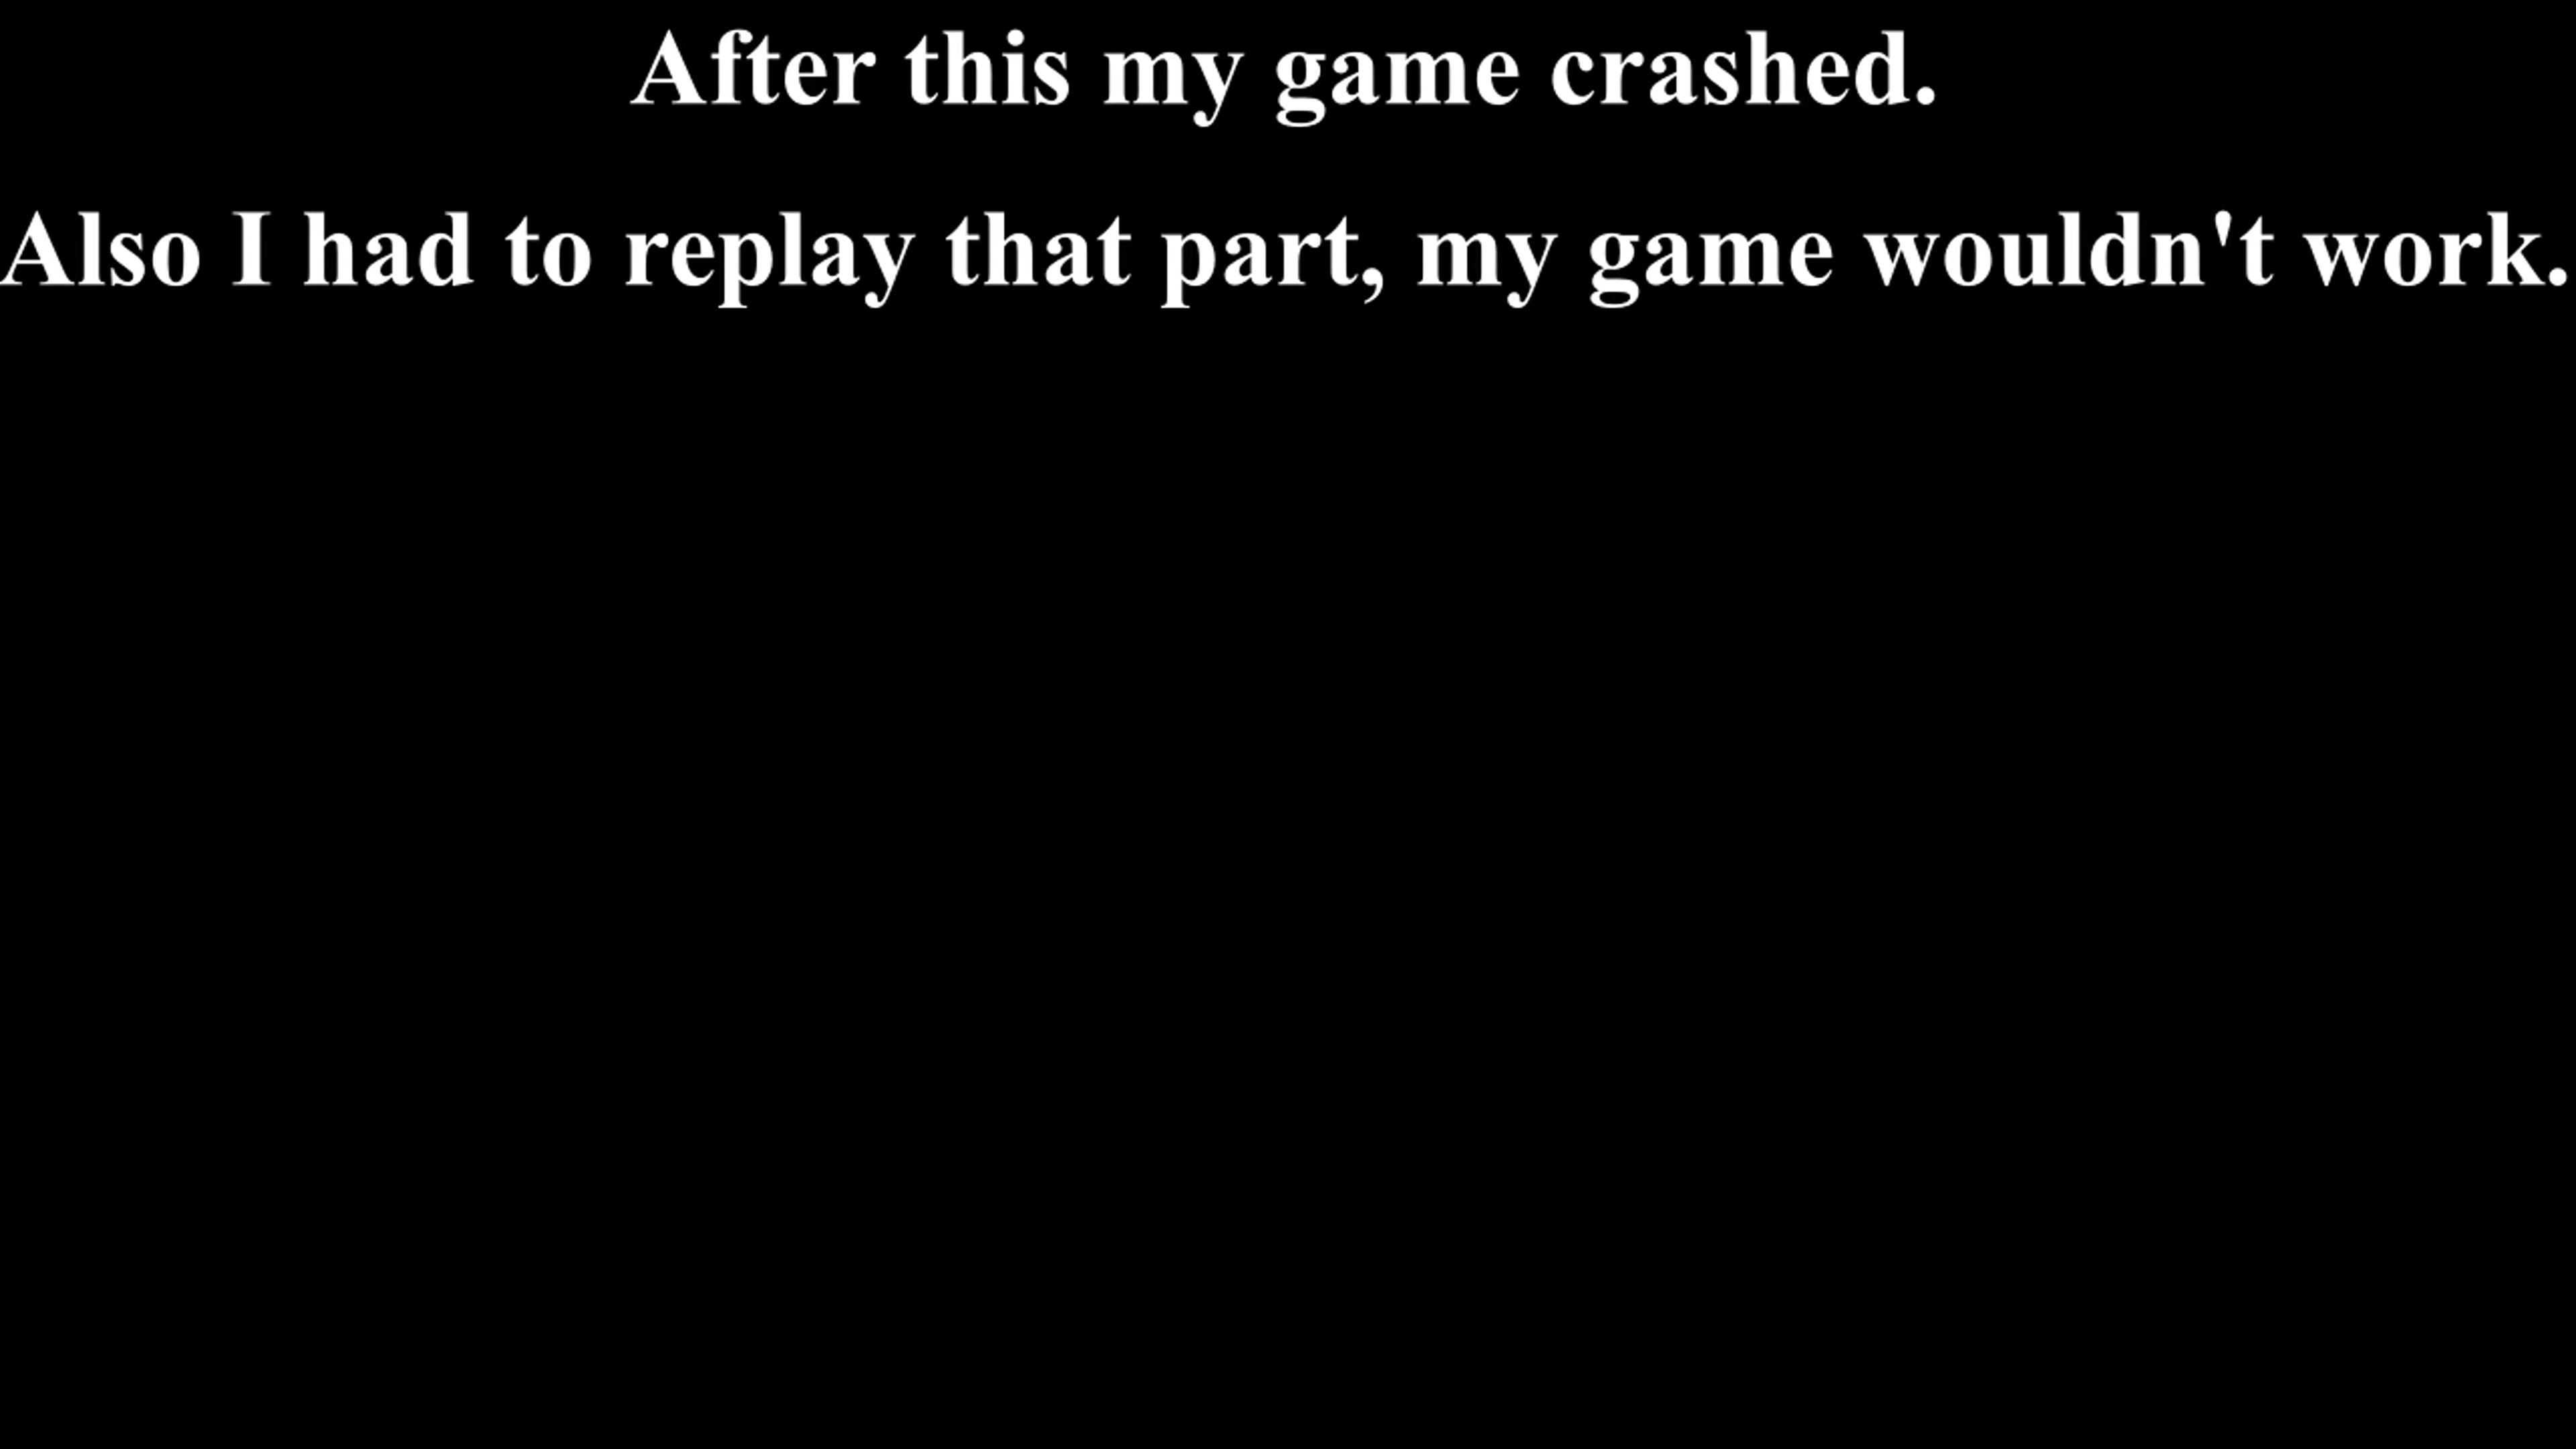 After this my game crashed.
Also I had to replay that part, my game wouldn't work.